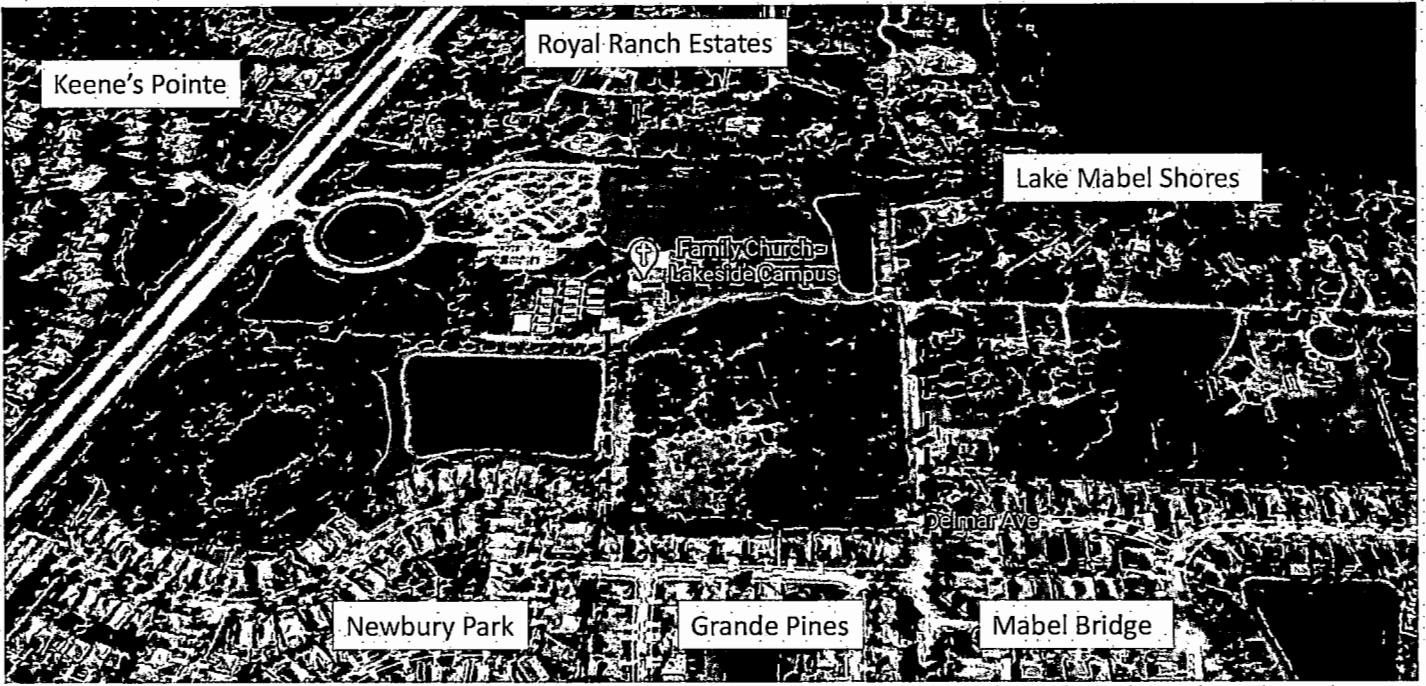 Royal Ranch Estates
Keene's Pointe
Lake Mabel Shores
Family Church -
Lakeside Campus
Delmar Ave
Newbury Park
Grande Pines
Mabel Bridge